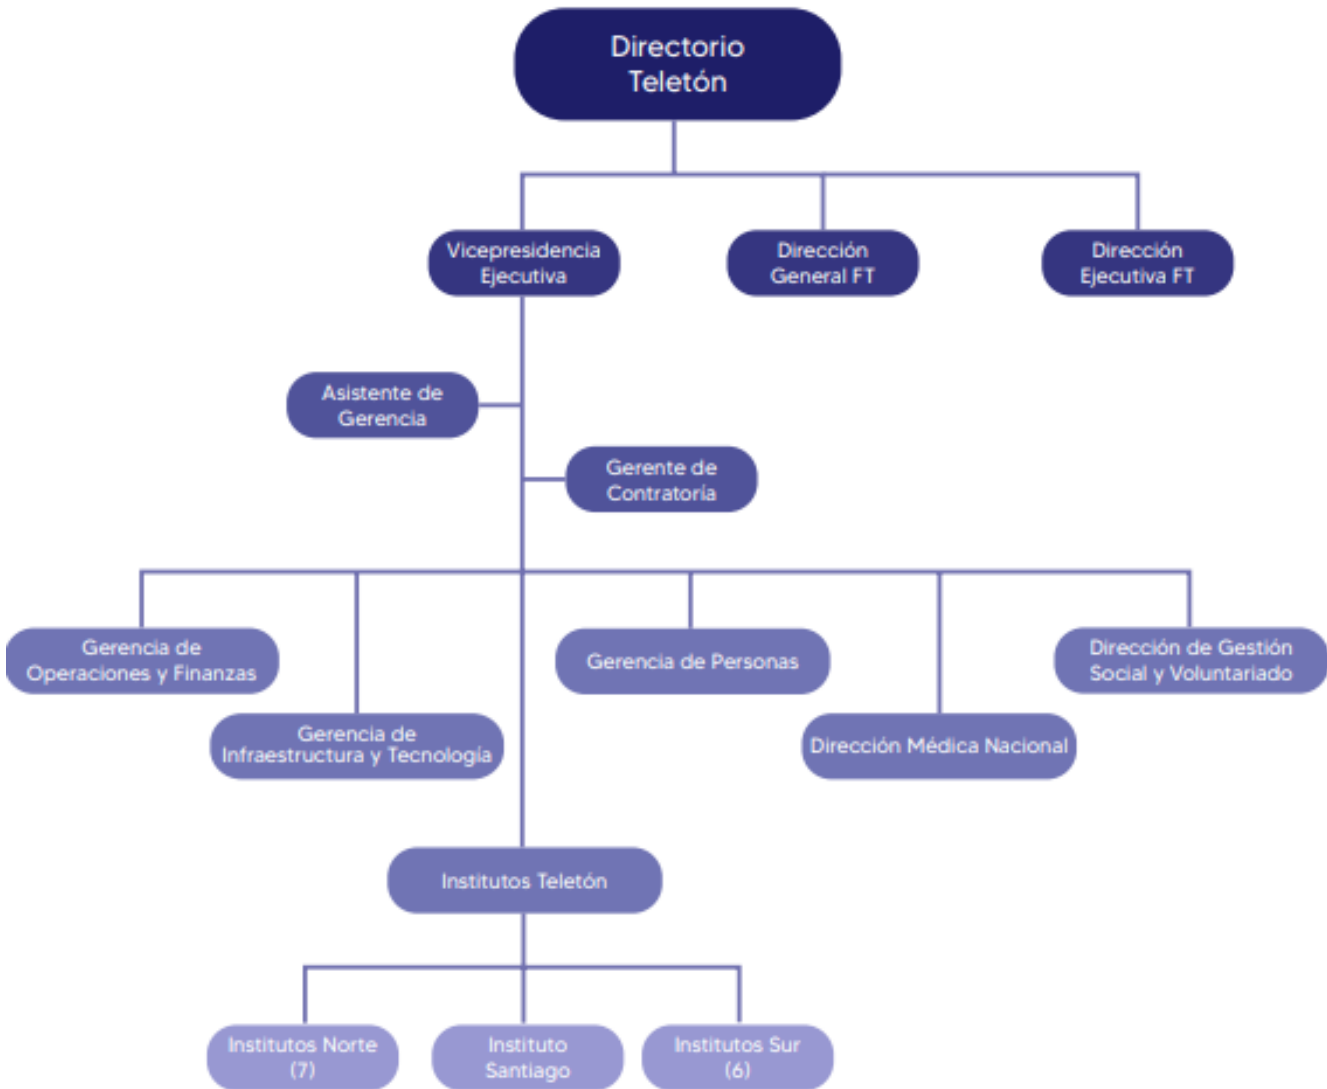 Directorio
Teletón
Vicepresidencia
Ejecutiva
Dirección
General FT
Dirección
Ejecutiva FT
Asistente de
Gerencia
Gerente de
Contratoría
Gerencia de
Operaciones y Finanzas
Gerencia de Personas
Dirección de Gestión
Social y Voluntariado
Gerencia de
Infraestructura y Tecnología
Dirección Médica Nacional
Institutos Teletón
Institutos Norte
(7)
Instituto
Santiago
Institutos Sur
(6)